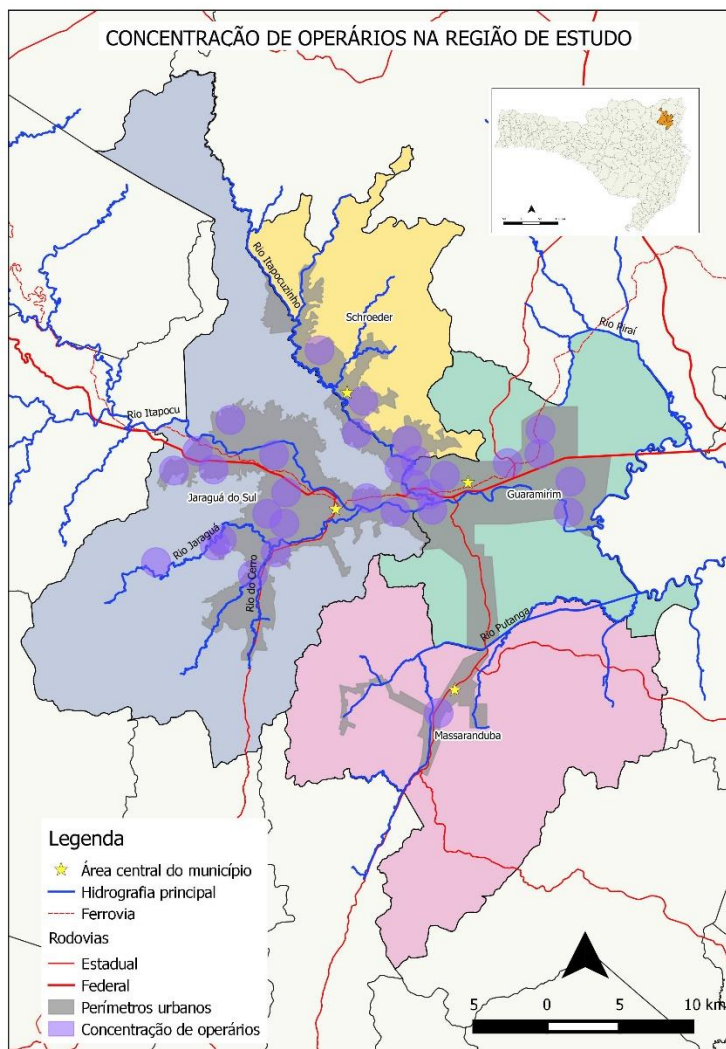 CONCENTRAÇÃO DE OPERÁRIOS NA REGIÃO DE ESTUDO
Rio Itapocuzinho
Schroeder
Rio Piraí
Rio Itapocu
Jaraguá do Sul
Guaramirim
Rio Jaraguá
Rio do Cerro
Rio Putanga
Massaranduba
Legenda
Área central do município
Hidrografia principal
Ferrovia
Rodovias
Estadual
Federal
Perímetros urbanos
Concentração de operários
5 0 5 10 km